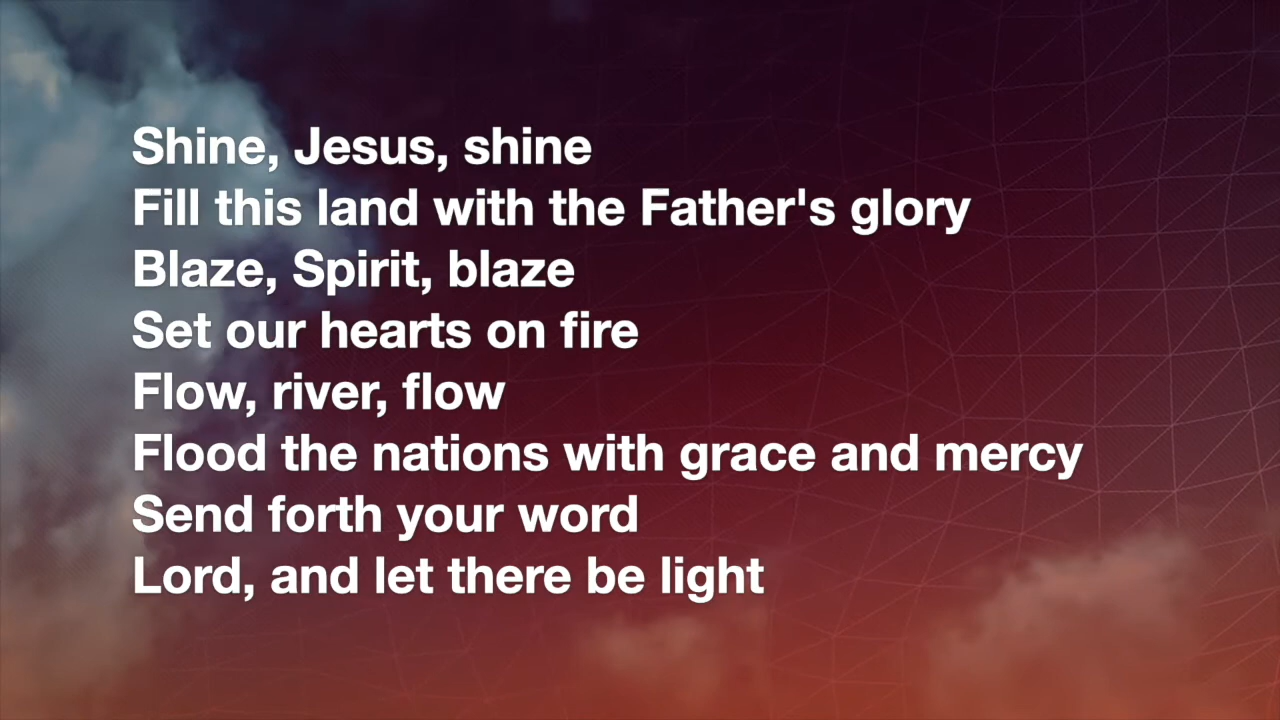 Shine, Jesus, shine
Fill this land with the Father's glory
Blaze, Spirit, blaze
Set our hearts on fire
Flow, river, flow
Flood the nations with grace and mercy
Send forth your word
Lord, and let there be light